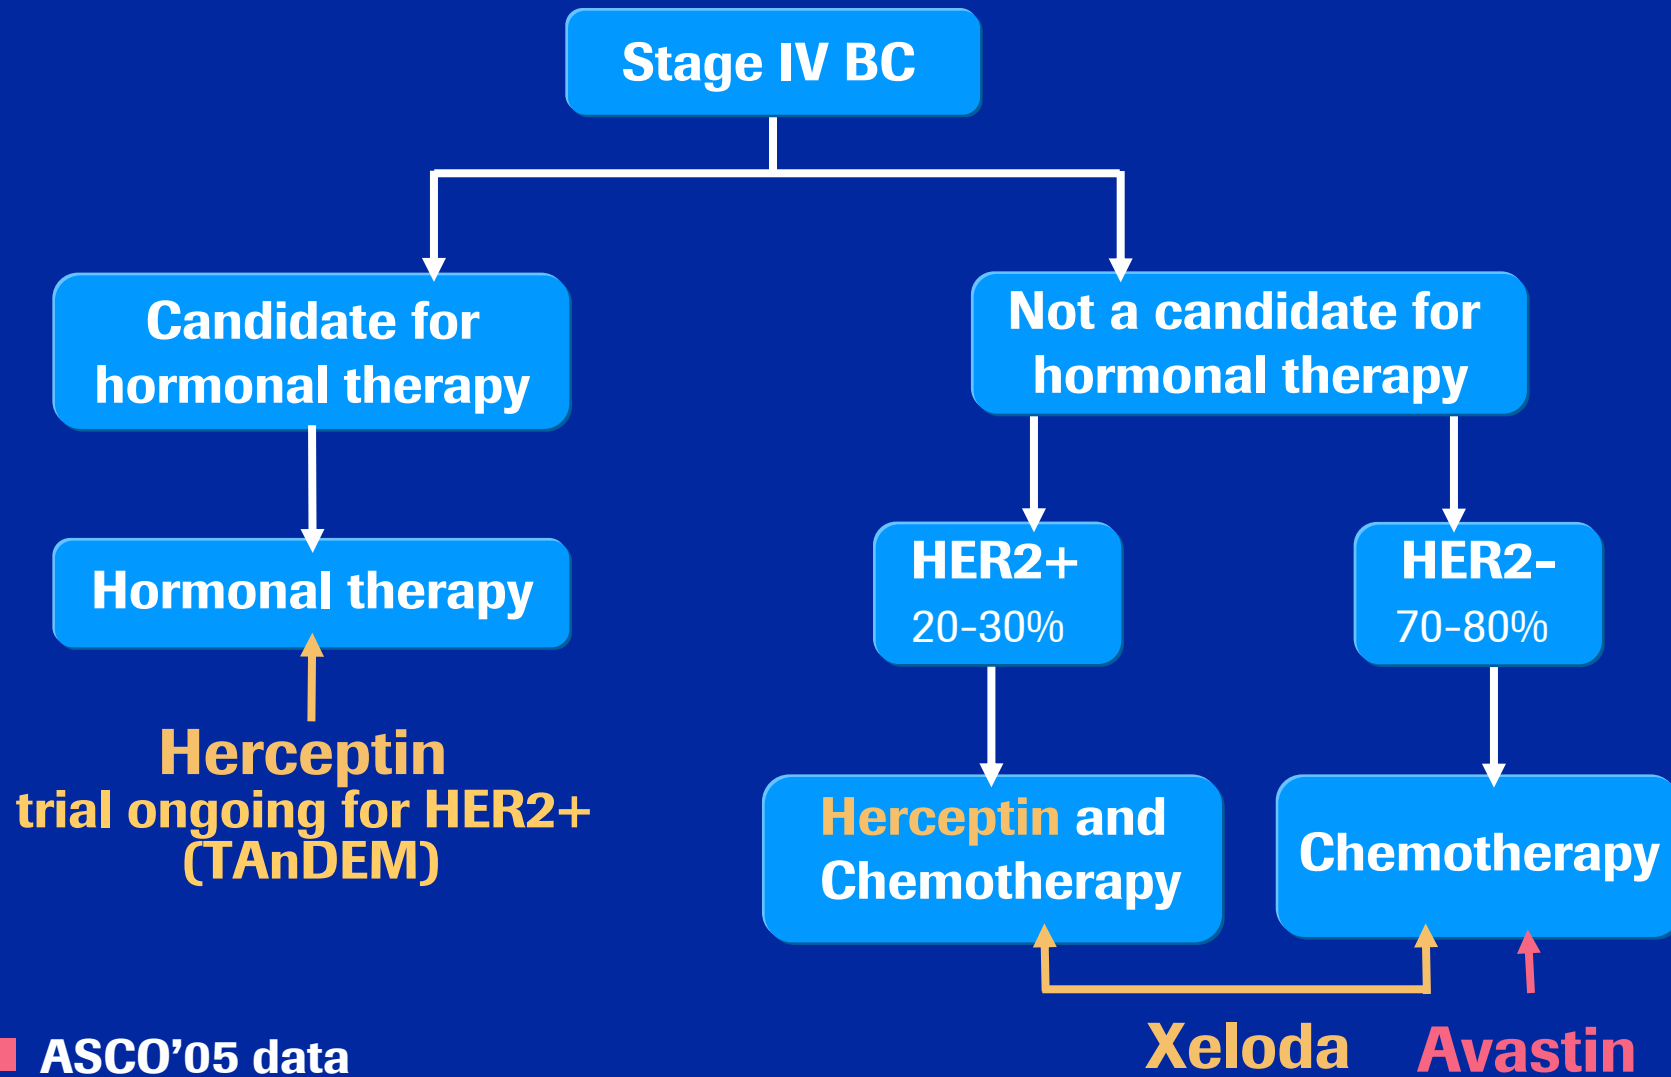 Stage IV BC
Candidate for
hormonal therapy
Not a candidate for
hormonal therapy
Hormonal therapy
HER2+
20-30%
HER2-
70-80%
Herceptin
trial ongoing for HER2+
(TAnDEM)
Herceptin and
Chemotherapy
Chemotherapy
Xeloda
Avastin
ASCO'05 data